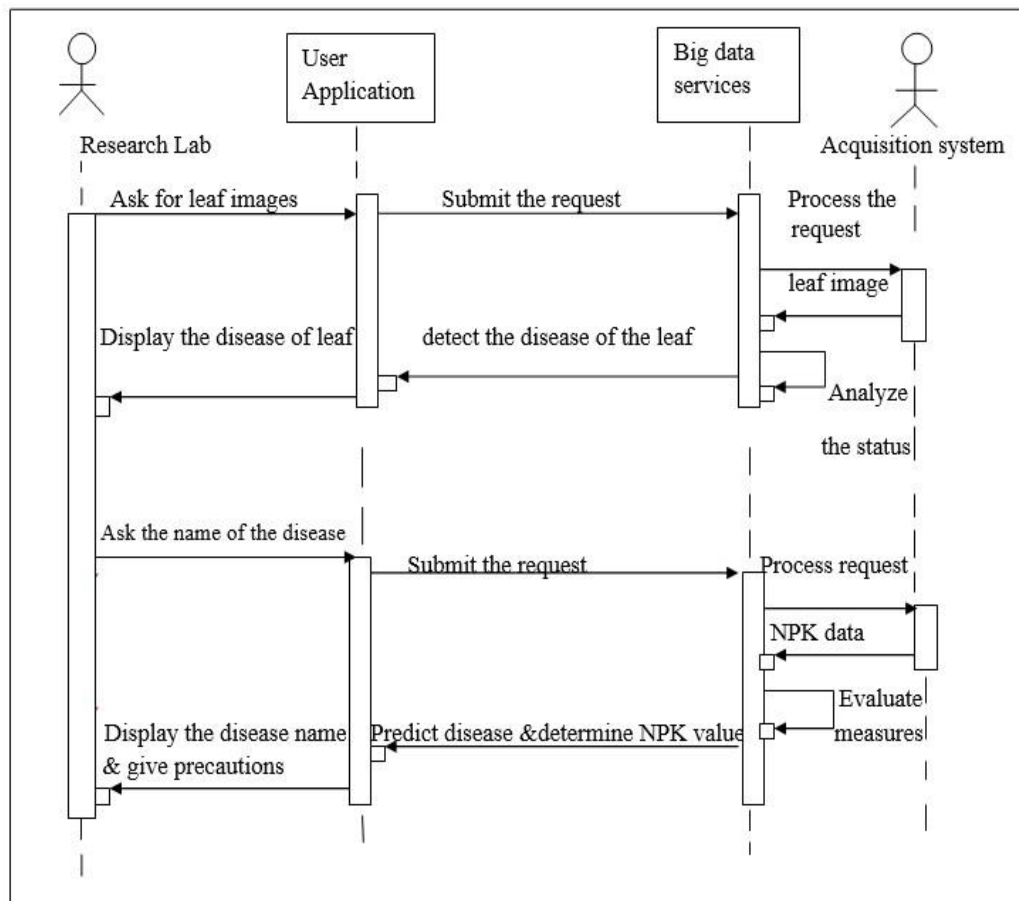 User
Application
Big data
services
Research Lab
Acquisition system
Ask for leaf images
Submit the request
Process the
request
leaf image
Display the disease of leaf
detect the disease of the leaf
Analyze
the status
Ask the name of the disease
Submit the request
Process request
NPK data
Evaluate
measures
Display the disease name
& give precautions
Predict disease &determine NPK value